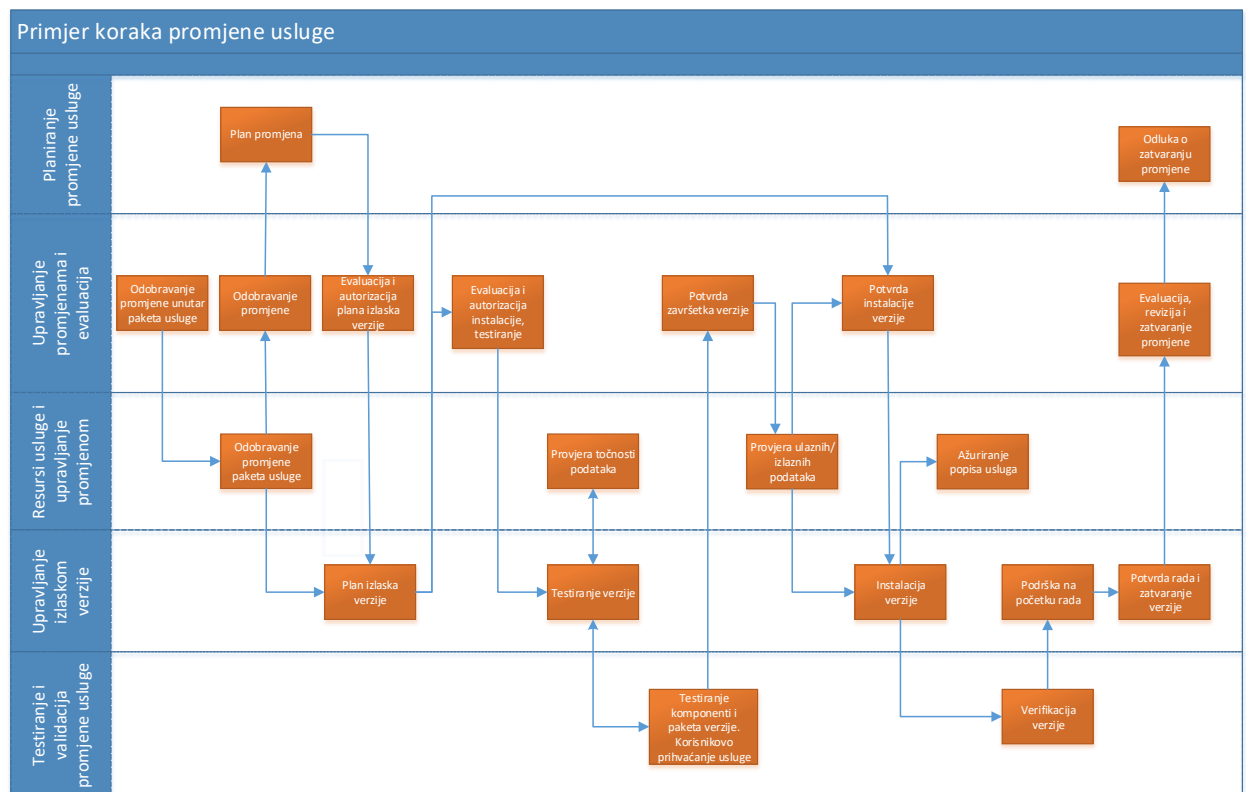 Primjer koraka promjene usluge
Planiranje
promjene usluge
Plan promjena
Odluka o
zatvaranju
promjene
Upravljanje
promjenama i
evaluacija
Odobravanje
promjene unutar
paketa usluge
Odobravanje
promjene
Evaluacija i
autorizacija
plana izlaska
verzije
Evaluacija i
autorizacija
instalacije,
testiranje
Potvrda
završetka verzije
Potvrda
instalacije
verzije
Evaluacija,
revizija i
zatvaranje
promjene
Resursi usluge i
upravljanje
promjenom
Odobravanje
promjene
paketa usluge
Provjera točnosti
podataka
Provjera ulaznih/
izlaznih
podataka
Ažuriranje
popisa usluga
Upravljanje
izlaskom
verzije
Plan izlaska
verzije
Testiranje verzije
Instalacija
verzije
Podrška na
početku rada
Potvrda rada i
zatvaranje
verzije
Testiranje i
validacija
promjene usluge
Testiranje
komponenti i
paketa verzije.
Korisnikovo
prihvaćanje usluge
Verifikacija
verzije